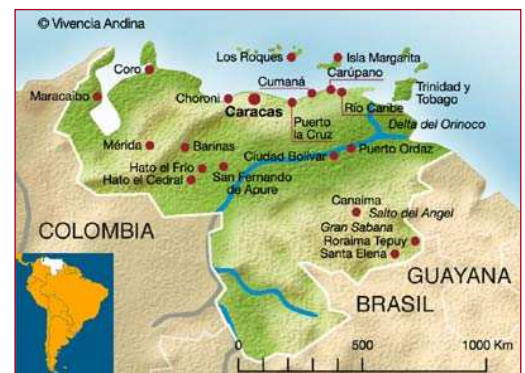 © Vivencia Andina
Los Roques
Isla Margarita
Coro
Cumaná
Carúpano
Trinidad y
Tobago
Maracaibo
Choroni
Caracas
Río Caribe
Puerto
la Cruz
Delta del Orinoco
Mérida
Barinas
Puerto Ordaz
Ciudad Bolívar
Hato el Frío
Hato el Cedral
San Fernando
de Apure
Canaima
Salto del Angel
COLOMBIA
Gran Sabana
Roraima Tepuy
Santa Elena
GUAYANA
BRASIL
0 500 1000 Km